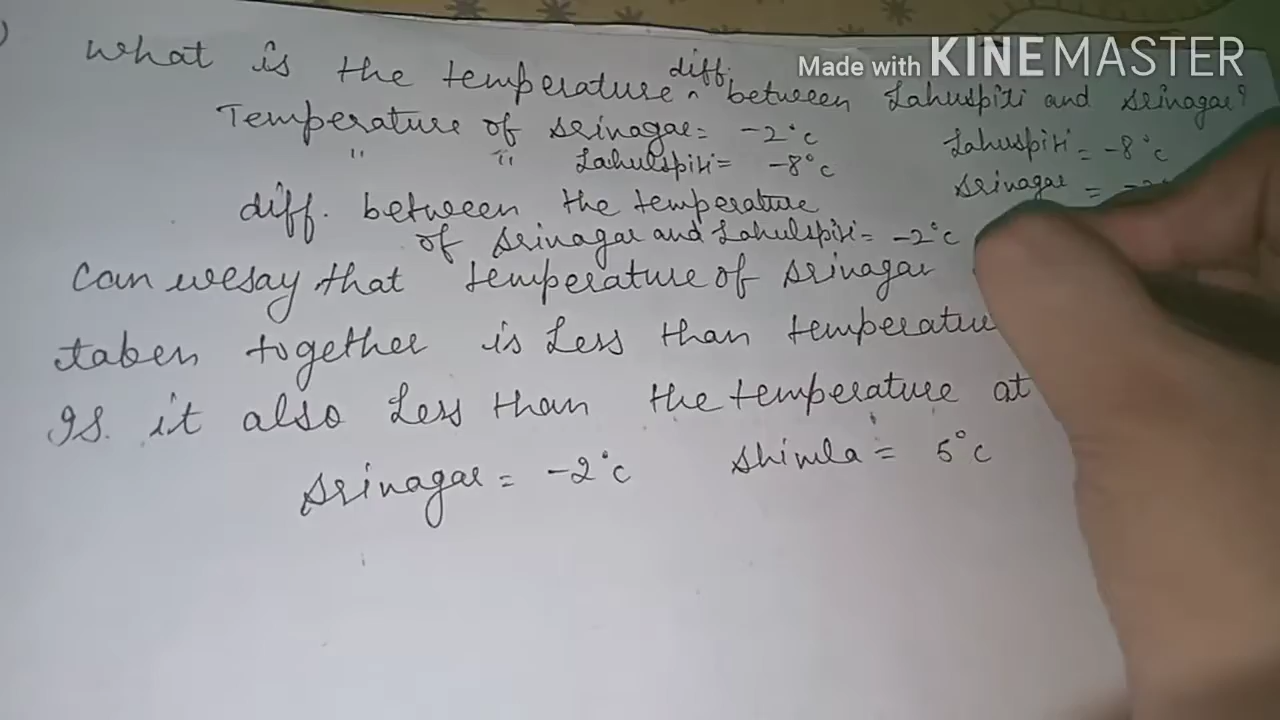 Made with KINEMASTER
What is the temperature diff. between Lahuspiti and Srinagar?
Temperature of Srinagar = -2°C
" " Lahulspiti = -8°C
Lahuspiti = -8°C
Srinagar =
diff. between the temperature
of Srinagar and Lahulspiti = -2°C
Can we say that temperature of Srinagar
taken together is Less than
Is it also Less than the temperature at
Srinagar = -2°C Shimla = 5°C